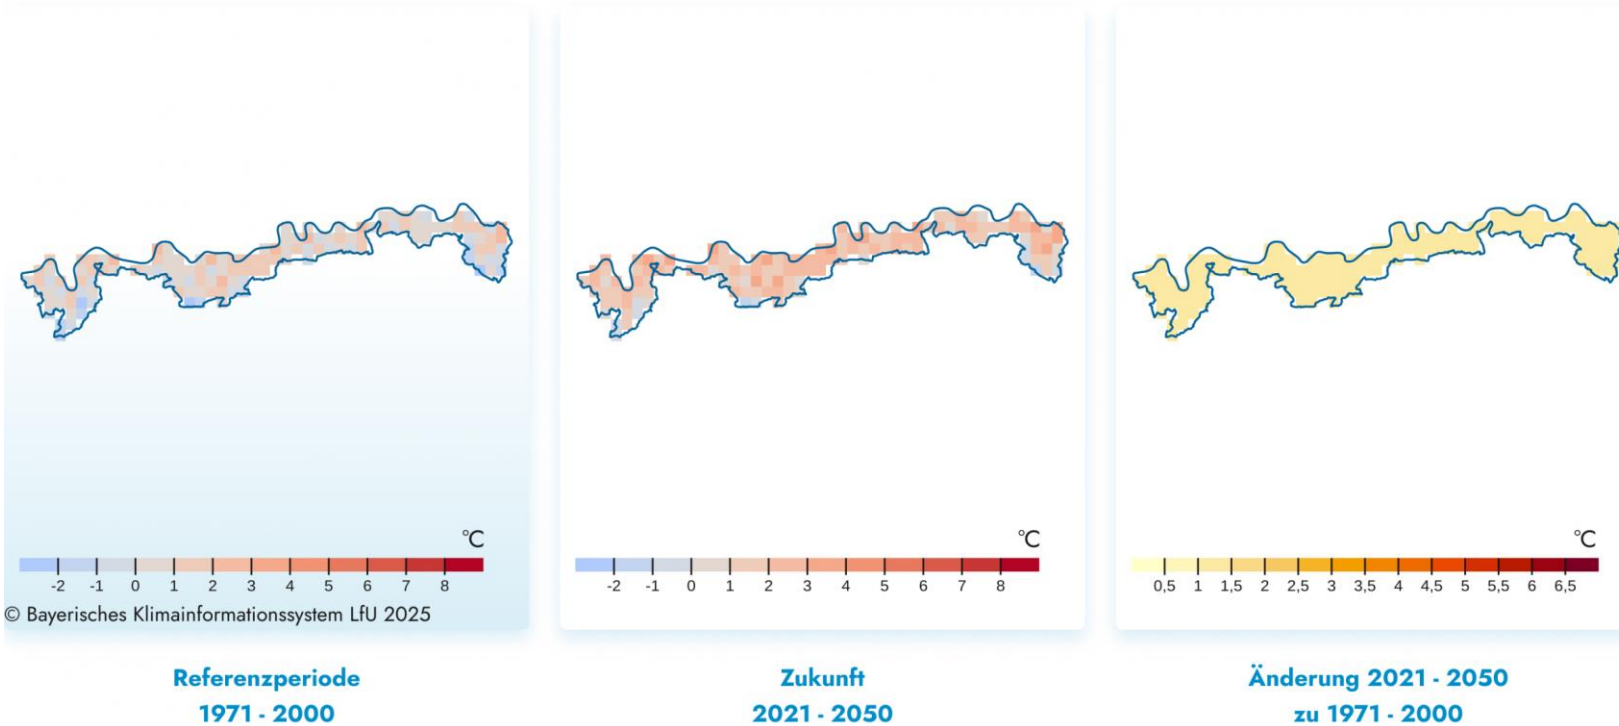 °C
-2 -1 0 1 2 3 4 5 6 7 8
© Bayerisches Klimainformationssystem LfU 2025
Referenzperiode
1971 - 2000
°C
-2 -1 0 1 2 3 4 5 6 7 8
Zukunft
2021 - 2050
°C
0,5 1 1,5 2 2,5 3 3,5 4 4,5 5 5,5 6 6,5
Änderung 2021 - 2050
zu 1971 - 2000